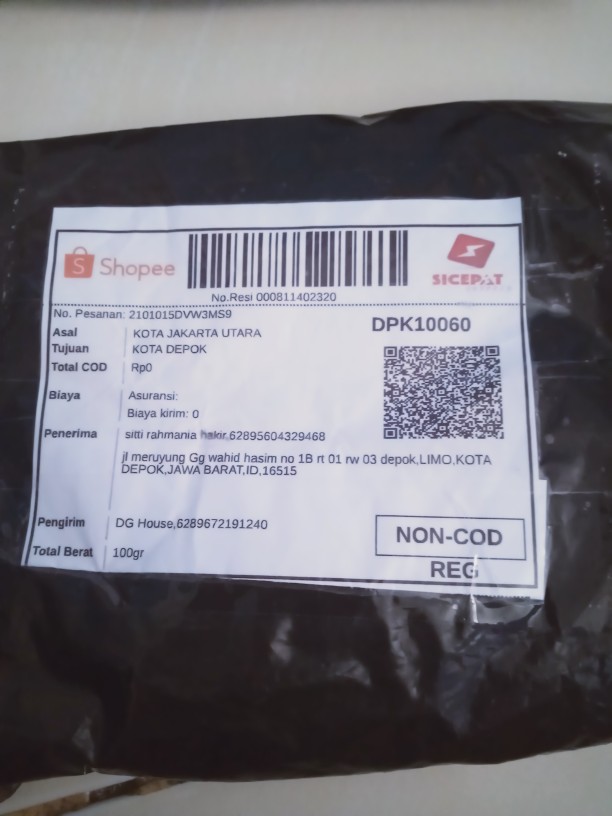 Shopee
SICEPAT
No.Resi 000811402320
No. Pesanan: 2101015DVW3MS9
DPK10060
Asal KOTA JAKARTA UTARA
Tujuan KOTA DEPOK
Total COD Rp0
Biaya Asuransi:
Biaya kirim: 0
Penerima sitti rahmania hakir,62895604329468
jl meruyung Gg wahid hasim no 1B rt 01 rw 03 depok,LIMO,KOTA
DEPOK,JAWA BARAT,ID,16515
Pengirim DG House,6289672191240
NON-COD
Total Berat 100gr
REG